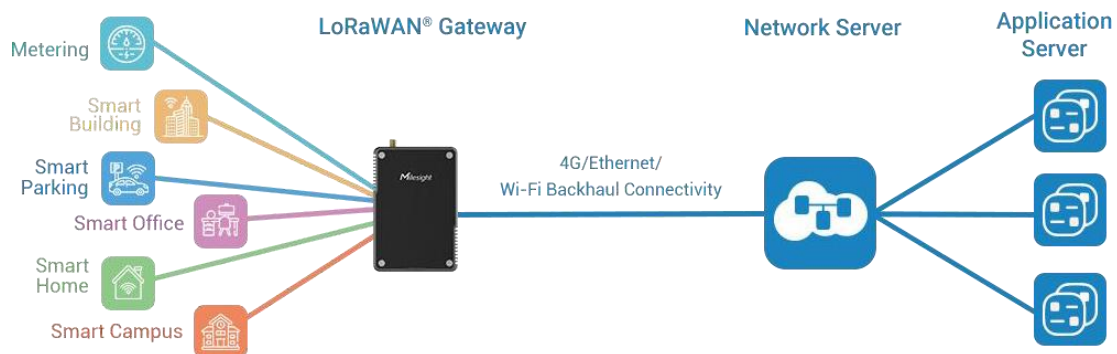 LoRaWAN® Gateway
Network Server
Application
Server
Metering
Smart
Building
Smart
Parking
Smart Office
Smart
Home
Smart Campus
Milesight
4G/Ethernet/
Wi-Fi Backhaul Connectivity